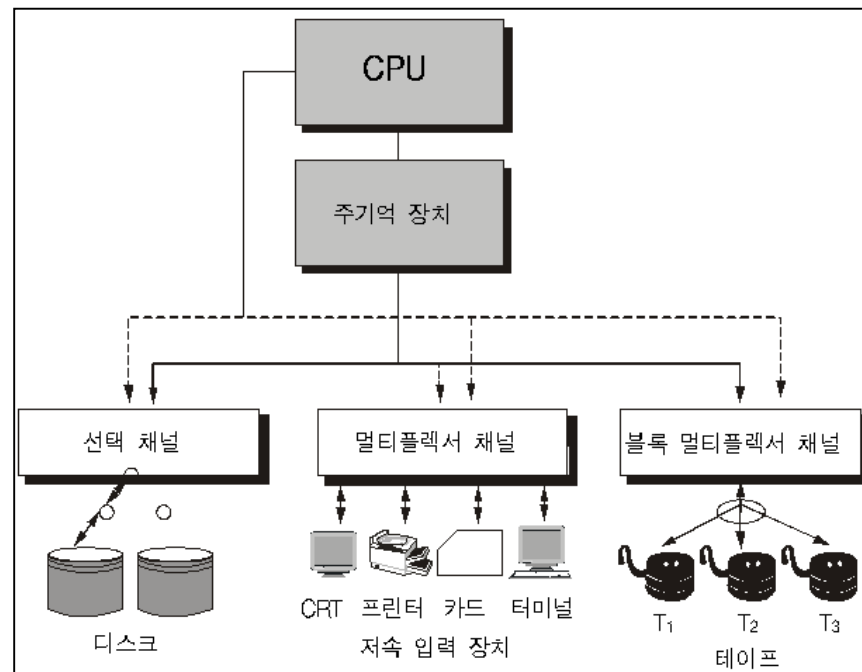 CPU
주기억 장치
선택 채널
멀티플렉서 채널
블록 멀티플렉서 채널
CRT 프린터 카드 터미널
T1 T2 T3
디스크
저속 입력 장치
테이프